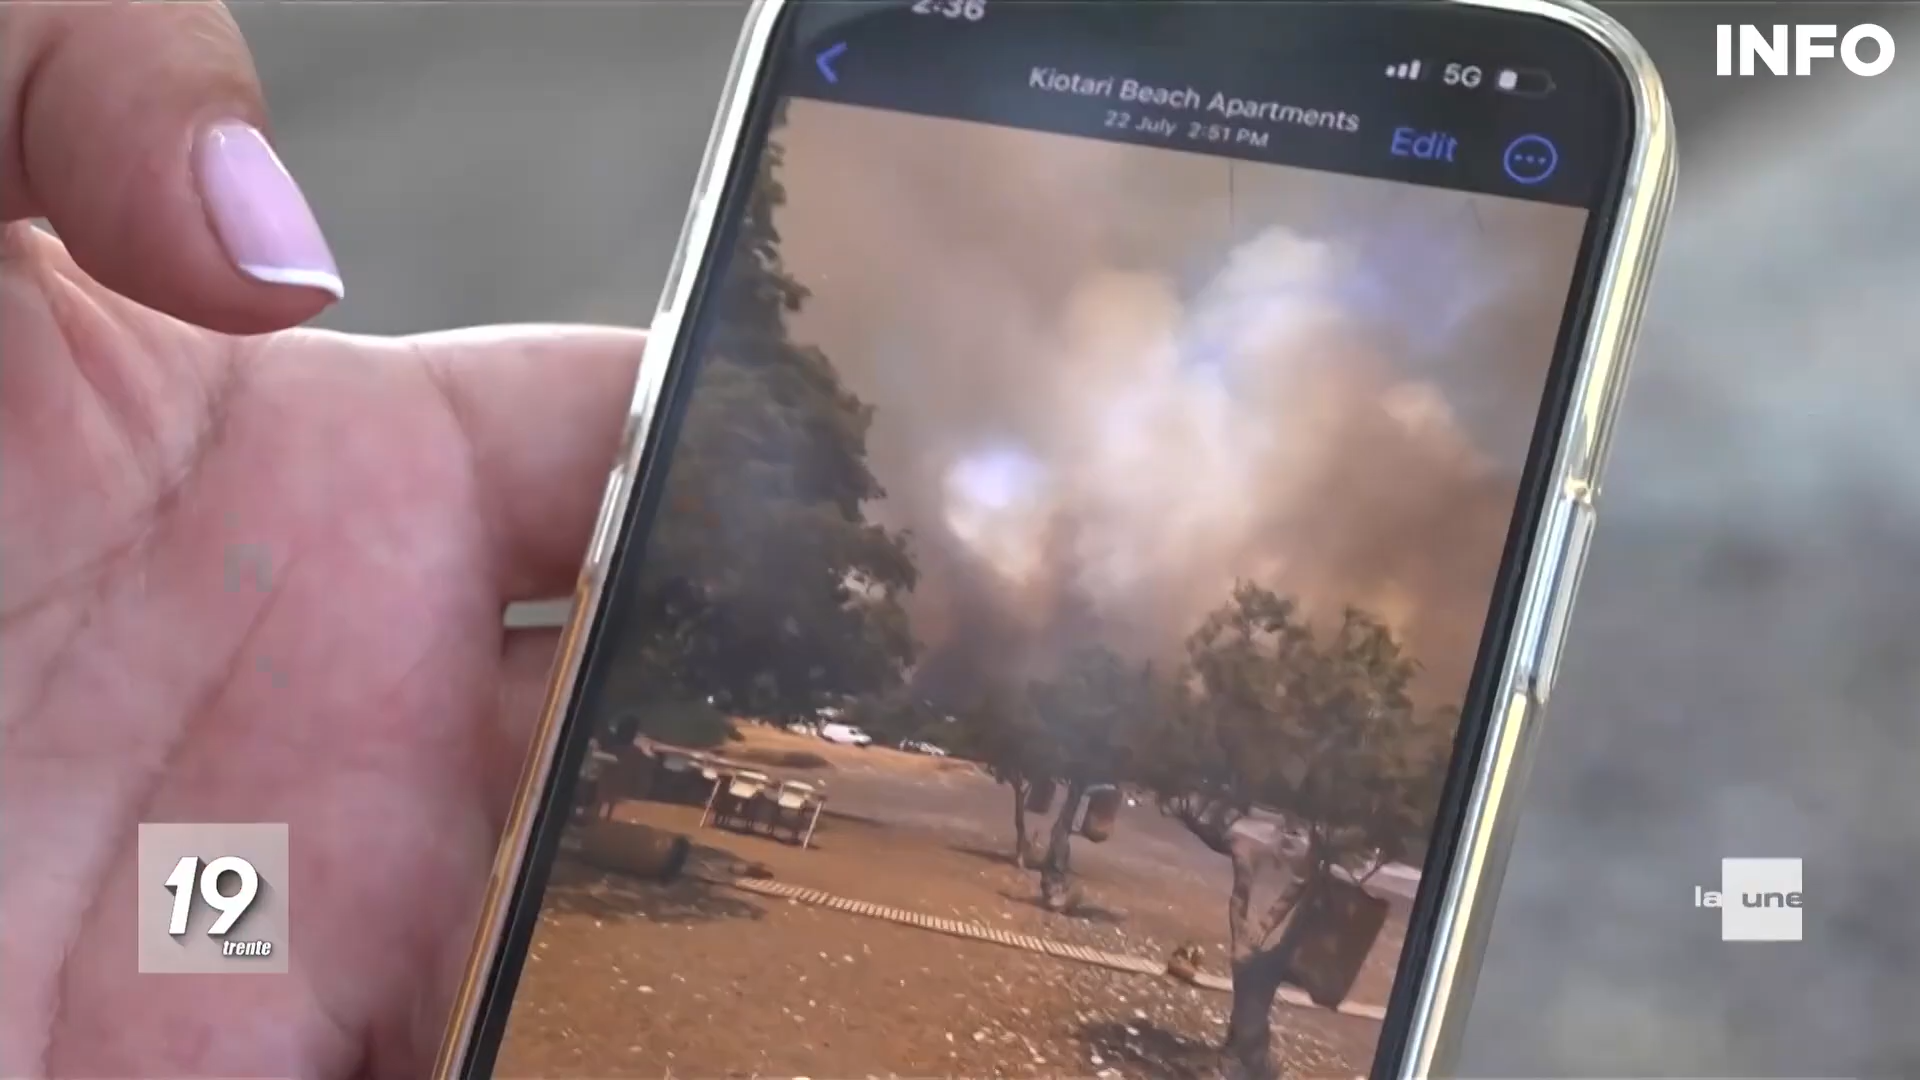 2:36
INFO
5G
Kiotari Beach Apartments
22 July 2:51 PM
Edit
19
trente
la une